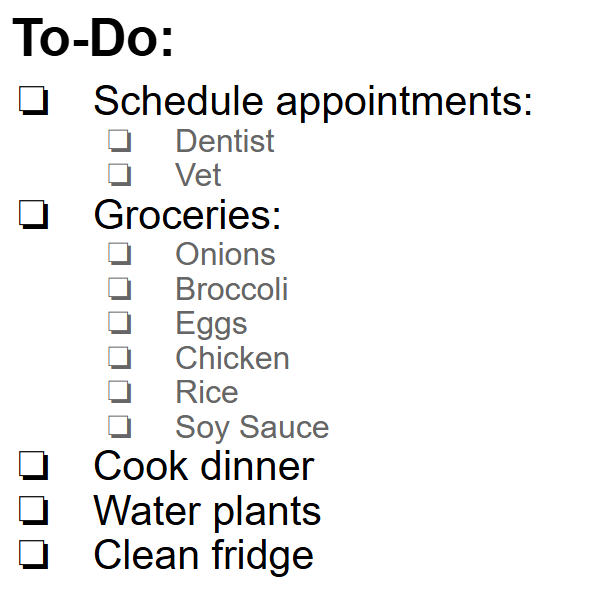 To-Do:
❏ Schedule appointments:
❏ Dentist
❏ Vet
❏ Groceries:
❏ Onions
❏ Broccoli
❏ Eggs
❏ Chicken
❏ Rice
❏ Soy Sauce
❏ Cook dinner
❏ Water plants
❏ Clean fridge